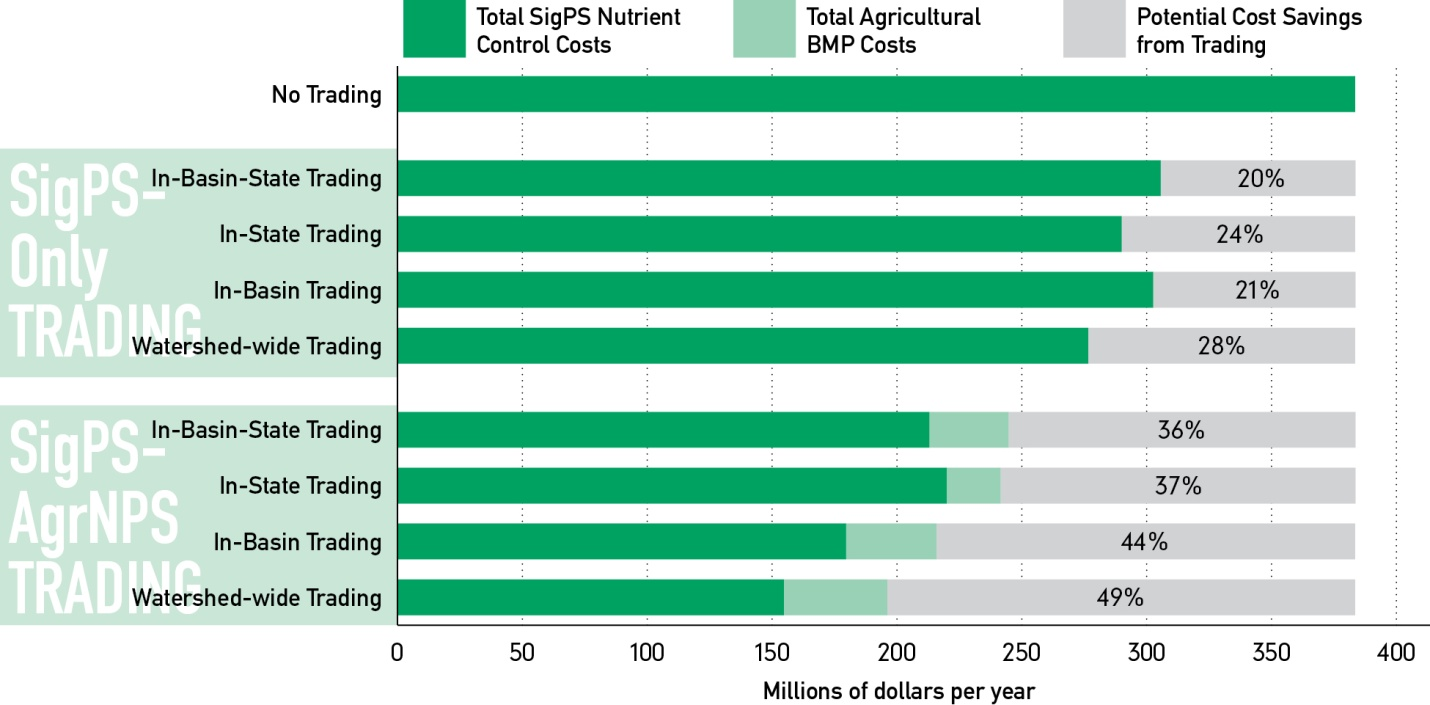 Total SigPS Nutrient
Control Costs
Total Agricultural
BMP Costs
Potential Cost Savings
from Trading
No Trading
SigPS-
Only
TRADING
In-Basin-State Trading
20%
In-State Trading
24%
In-Basin Trading
21%
Watershed-wide Trading
28%
SigPS-
AgrNPS
TRADING
In-Basin-State Trading
36%
In-State Trading
37%
In-Basin Trading
44%
Watershed-wide Trading
49%
0 50 100 150 200 250 300 350 400
Millions of dollars per year